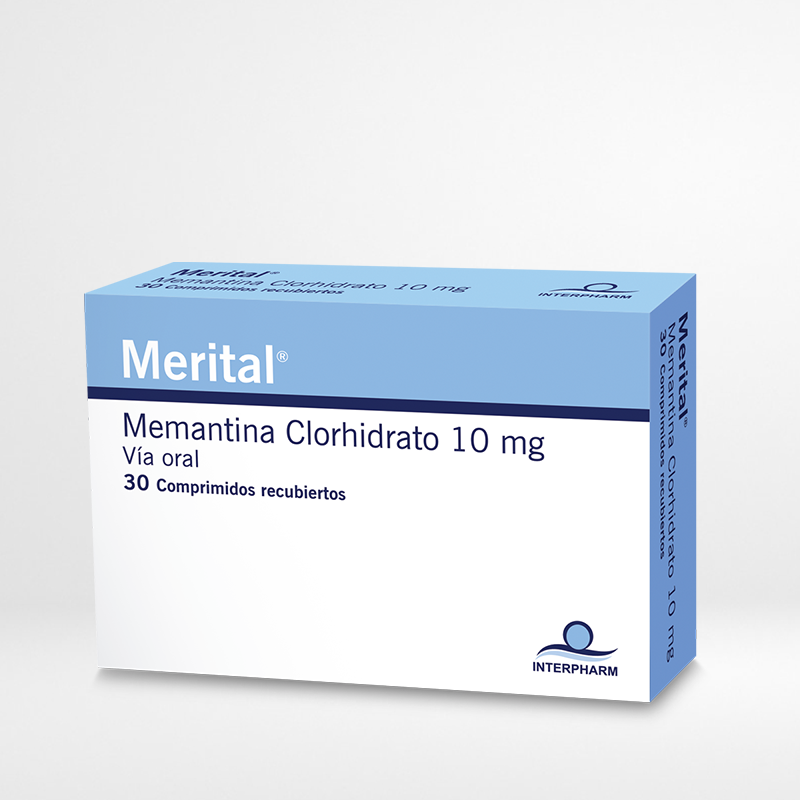 Merital®
Memantina Clorhidrato 10 mg
30 Comprimidos recubiertos
INTERPHARM
Merital®
Memantina Clorhidrato 10 mg
Vía oral
30 Comprimidos recubiertos
INTERPHARM
Merital®
Memantina Clorhidrato 10 mg
30 Comprimidos recubiertos